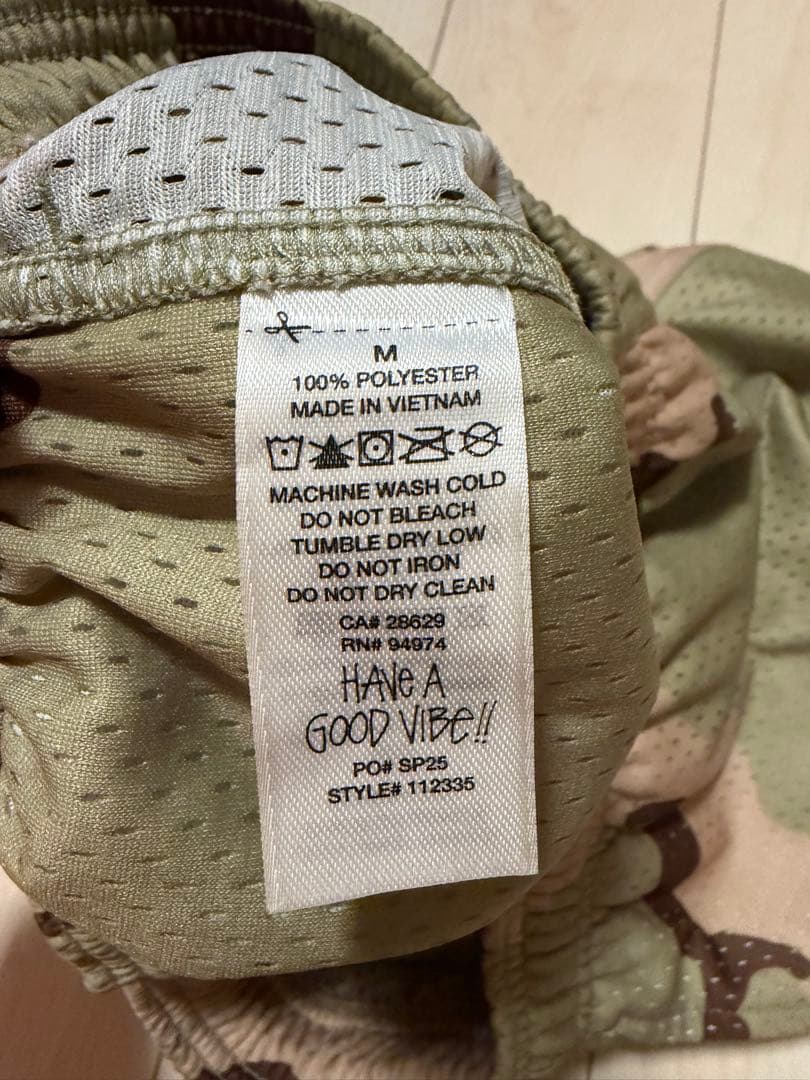 M
100% POLYESTER
MADE IN VIETNAM
MACHINE WASH COLD
DO NOT BLEACH
TUMBLE DRY LOW
DO NOT IRON
DO NOT DRY CLEAN
CA# 28629
RN# 94974
HAVe A
GOOD VIBe!!
PO# SP25
STYLE# 112335